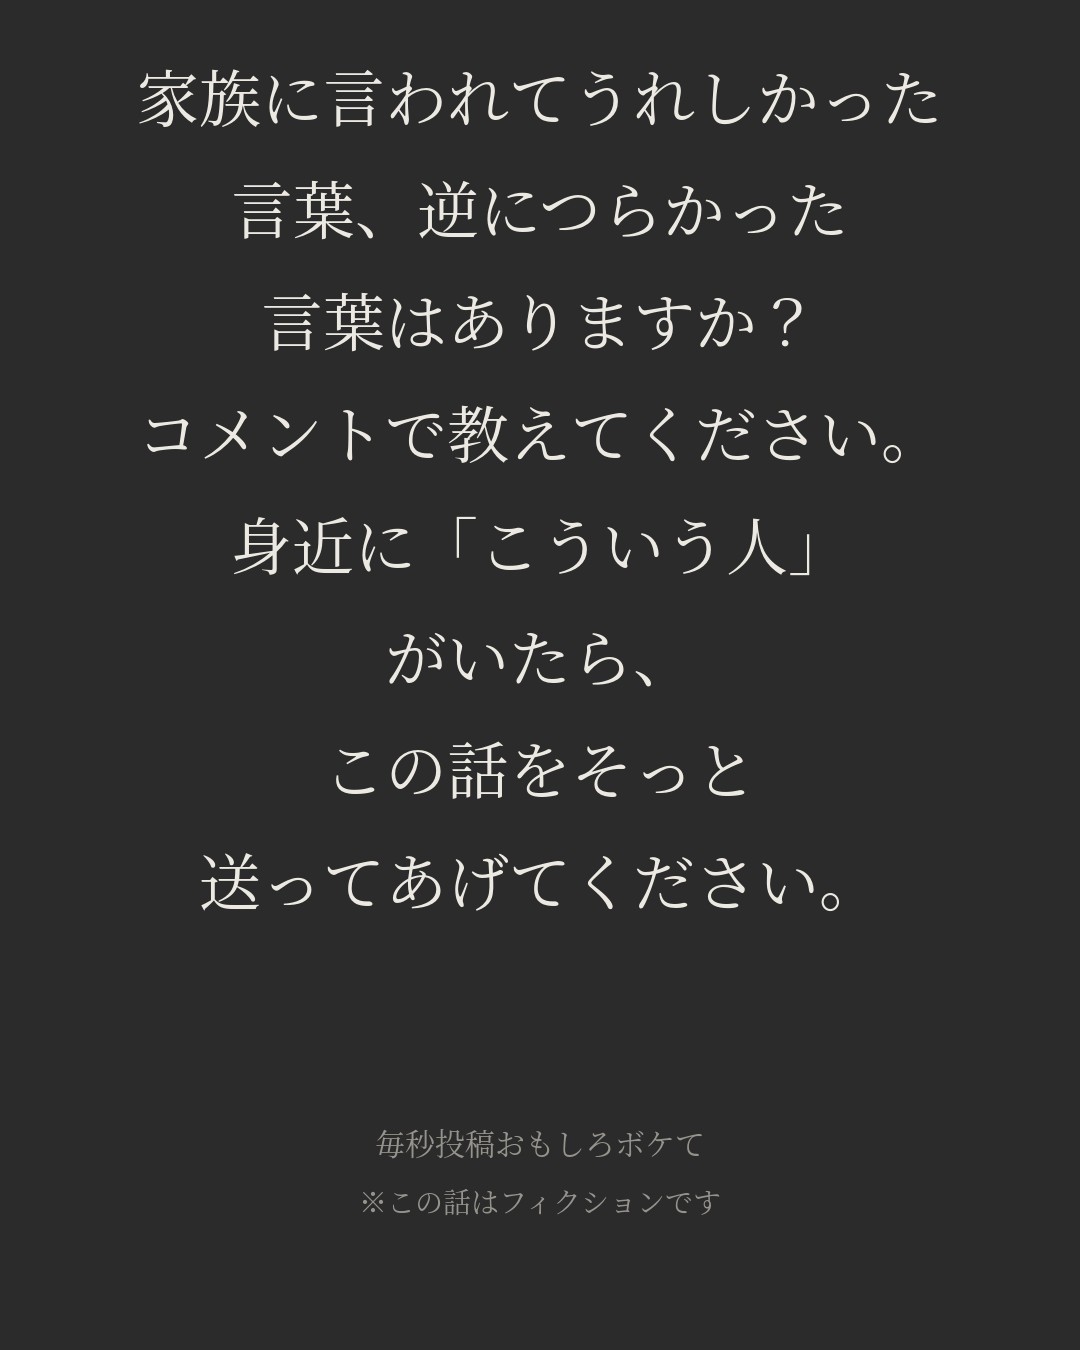 家族に言われてうれしかった
言葉、逆につらかった
言葉はありますか？
コメントで教えてください。
身近に「こういう人」
がいたら、
この話をそっと
送ってあげてください。
毎秒投稿おもしろボケて
※この話はフィクションです